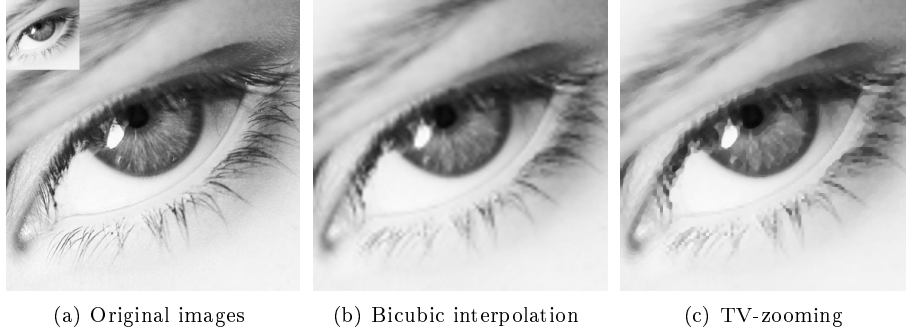 (a) Original images
(b) Bicubic interpolation
(c) TV-zooming